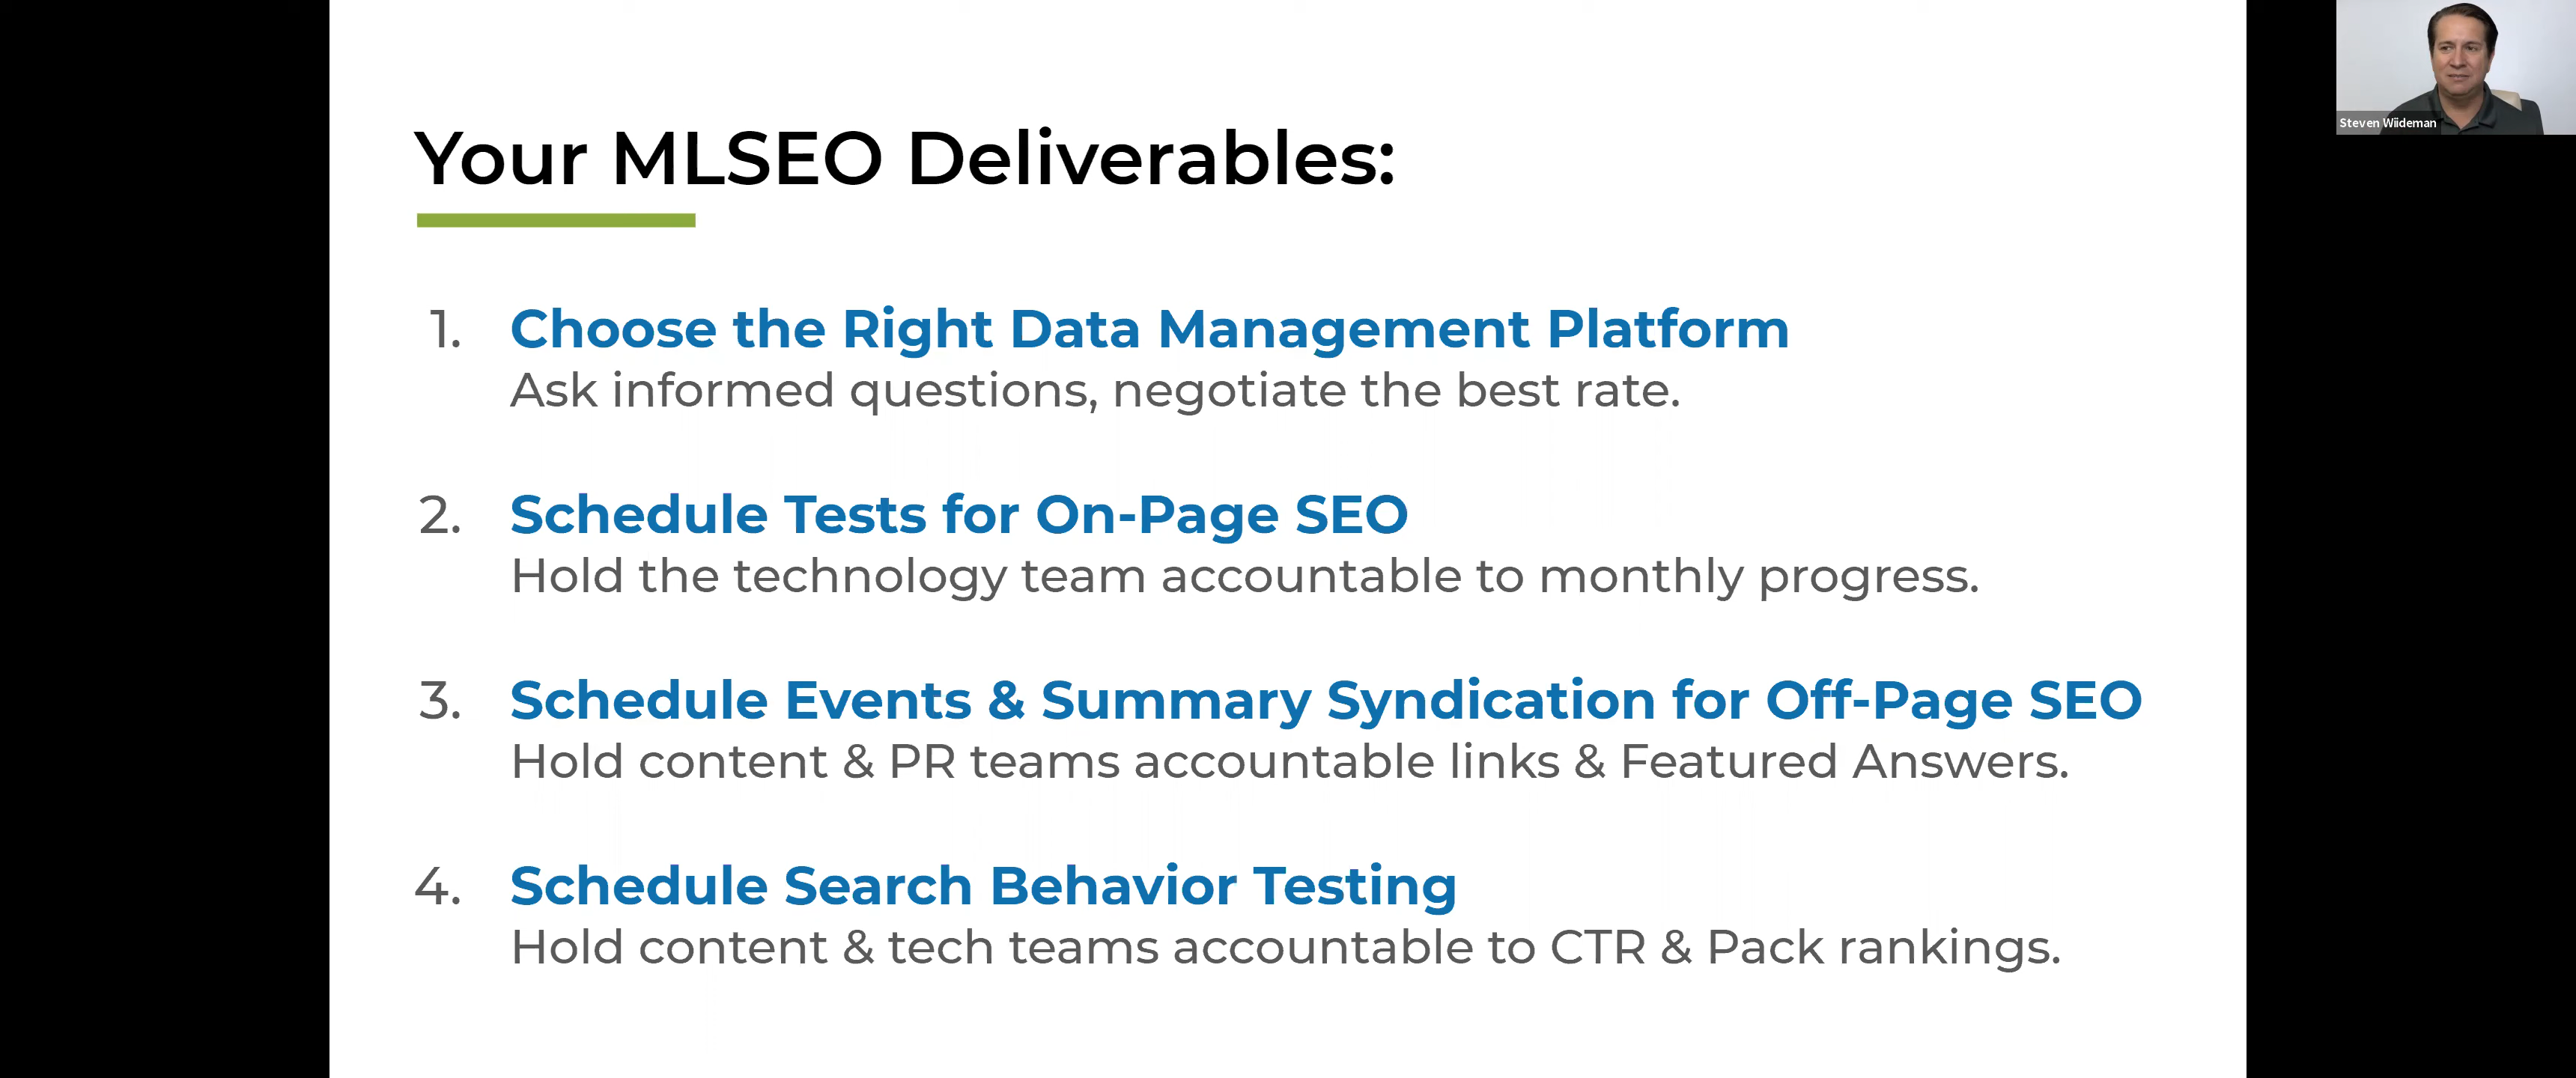 Your MLSEO Deliverables:
1. Choose the Right Data Management Platform
Ask informed questions, negotiate the best rate.
2. Schedule Tests for On-Page SEO
Hold the technology team accountable to monthly progress.
3. Schedule Events & Summary Syndication for Off-Page SEO
Hold content & PR teams accountable links & Featured Answers.
4. Schedule Search Behavior Testing
Hold content & tech teams accountable to CTR & Pack rankings.
Steven Wiideman